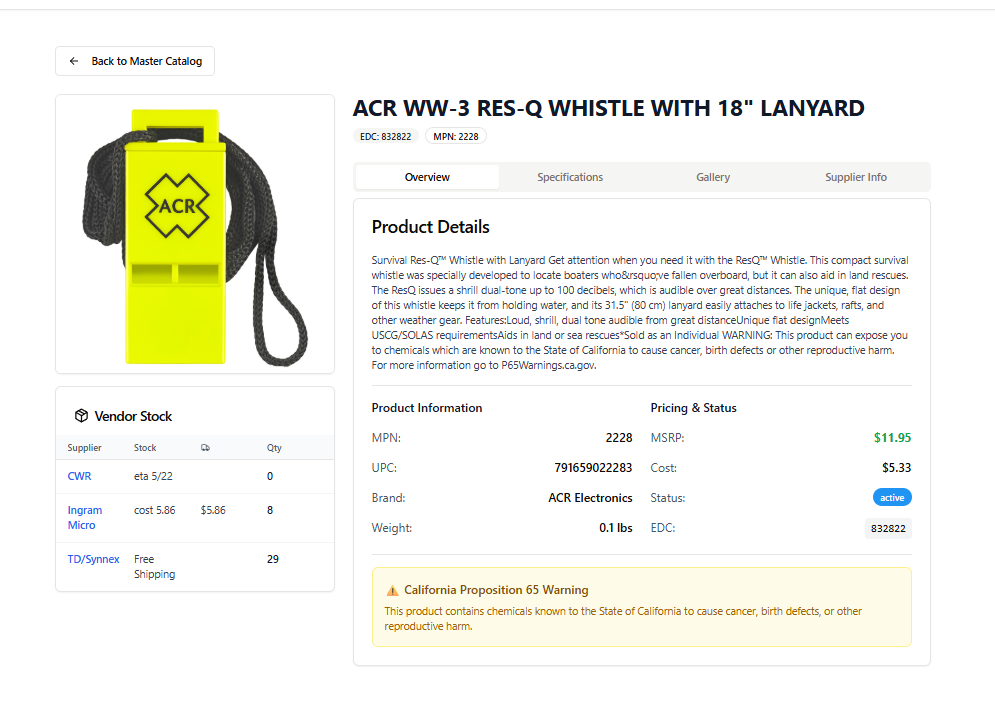 Back to Master Catalog
ACR
ACR WW-3 RES-Q WHISTLE WITH 18" LANYARD
EDC: 832822
MPN: 2228
Overview
Specifications
Gallery
Supplier Info
Product Details
Survival Res-Q™ Whistle with Lanyard Get attention when you need it with the ResQ™ Whistle. This compact survival
whistle was specially developed to locate boaters who&rsquo;ve fallen overboard, but it can also aid in land rescues.
The ResQ issues a shrill dual-tone up to 100 decibels, which is audible over great distances. The unique, flat design
of this whistle keeps it from holding water, and its 31.5" (80 cm) lanyard easily attaches to life jackets, rafts, and
other weather gear. Features:Loud, shrill, dual tone audible from great distanceUnique flat designMeets
USCG/SOLAS requirementsAids in land or sea rescues*Sold as an Individual WARNING: This product can expose you
to chemicals which are known to the State of California to cause cancer, birth defects or other reproductive harm.
For more information go to P65Warnings.ca.gov.
Product Information
MPN: 2228
UPC: 791659022283
Brand: ACR Electronics
Weight: 0.1 lbs
Pricing & Status
MSRP: $11.95
Cost: $5.33
Status: active
EDC: 832822
California Proposition 65 Warning
This product contains chemicals known to the State of California to cause cancer, birth defects, or other
reproductive harm.
Vendor Stock
Supplier Stock Qty
CWR eta 5/22 0
Ingram Micro cost 5.86 $5.86 8
TD/Synnex Free Shipping 29